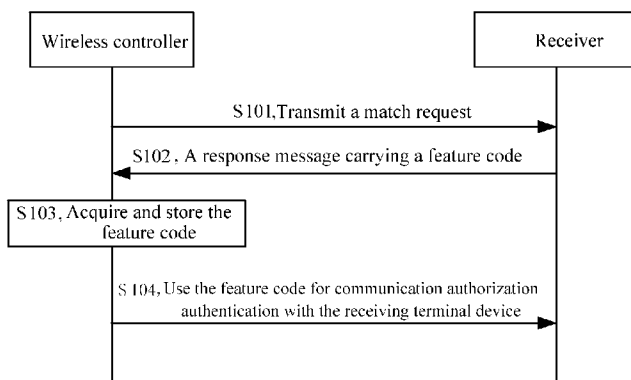 Wireless controller
Receiver
S101,Transmit a match request
S102, A response message carrying a feature code
S103, Acquire and store the
feature code
S104, Use the feature code for communication authorization
authentication with the receiving terminal device